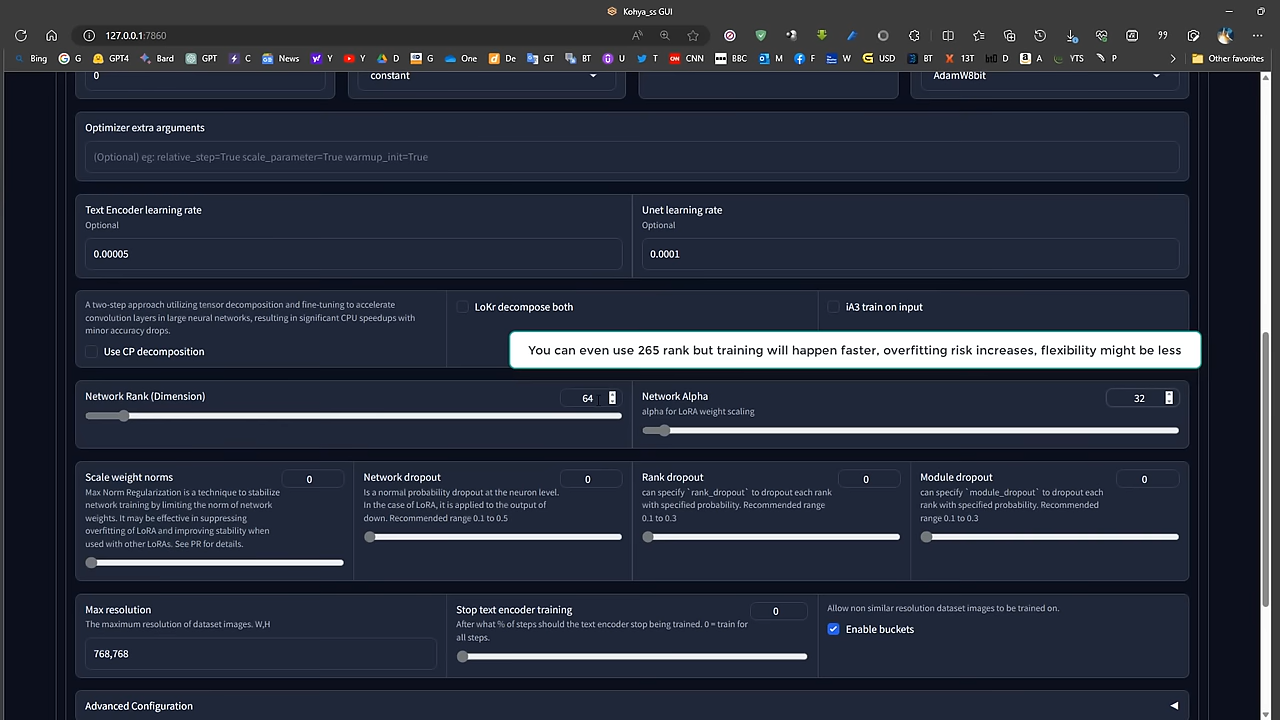 Kohya_ss GUI
127.0.0.1:7860
Bing G GPT4 Bard GPT C News Y Y D G One De GT BT U T CNN BBC M F W USD BT 13T D A YTS P Other favorites
0 constant AdamW8bit
Optimizer extra arguments
(Optional) eg: relative_step=True scale_parameter=True warmup_init=True
Text Encoder learning rate
Optional
0.00005
Unet learning rate
Optional
0.0001
A two-step approach utilizing tensor decomposition and fine-tuning to accelerate
convolution layers in large neural networks, resulting in significant CPU speedups with
minor accuracy drops.
Use CP decomposition
LoKr decompose both
iA3 train on input
You can even use 265 rank but training will happen faster, overfitting risk increases, flexibility might be less
Network Rank (Dimension)
64
Network Alpha
alpha for LoRA weight scaling
32
Scale weight norms
0
Max Norm Regularization is a technique to stabilize
network training by limiting the norm of network
weights. It may be effective in suppressing
overfitting of LoRA and improving stability when
used with other LoRAs. See PR for details.
Network dropout
0
Is a normal probability dropout at the neuron level.
In the case of LoRA, it is applied to the output of
down. Recommended range 0.1 to 0.5
Rank dropout
0
can specify `rank_dropout` to dropout each rank
with specified probability. Recommended range
0.1 to 0.3
Module dropout
0
can specify `module_dropout` to dropout each
rank with specified probability. Recommended
range 0.1 to 0.3
Max resolution
The maximum resolution of dataset images. W,H
768,768
Stop text encoder training
0
After what % of steps should the text encoder stop being trained. 0 = train for
all steps.
Allow non similar resolution dataset images to be trained on.
Enable buckets
Advanced Configuration